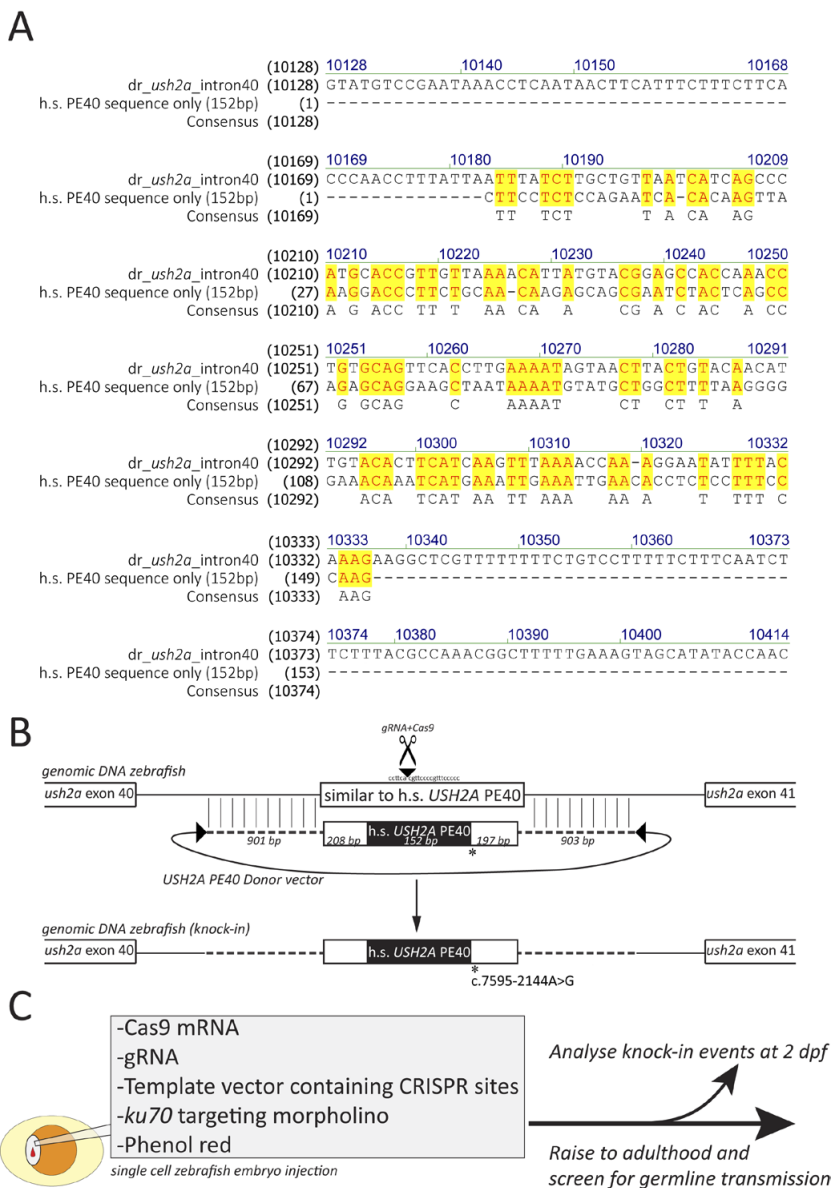 A
(10128) 10128 10140 10150 10168
dr_ush2a_intron40 (10128) GTATGTCCGAATAAACCTCAATAACTTCATTTCTTTCTTCA
h.s. PE40 sequence only (152bp) (1) -----------------------------------------
Consensus (10128)
(10169) 10169 10180 10190 10209
dr_ush2a_intron40 (10169) CCCAACCTTTATTAATTTATCTTGCTGTTAATCATCAGCCC
h.s. PE40 sequence only (152bp) (1) --------------CTTCCTCTCCAGAATCA-CACAAGTTA
Consensus (10169) TT TCT T A CA AG
(10210) 10210 10220 10230 10240 10250
dr_ush2a_intron40 (10210) ATGCACCGTTGTTAAAACATTATGTACGGAGCCACCAAACC
h.s. PE40 sequence only (152bp) (27) AAGGACCCTTCTGCAA-CAAGAGCAGCGAATCTACTCAGCC
Consensus (10210) A G ACC TT T AA CA A CG A C AC A CC
(10251) 10251 10260 10270 10280 10291
dr_ush2a_intron40 (10251) TGTGCAGTTCACCTTGAAAAATAGTAACTTACTGTACAACAT
h.s. PE40 sequence only (152bp) (67) AGAGCAGGAAGCTAATAAAAATGTATGCTGGCTTTTAAGGGG
Consensus (10251) G GCAG C AAAAT CT CT T A
(10292) 10292 10300 10310 10320 10332
dr_ush2a_intron40 (10292) TGTACACTTCATCAAGTTTAAAACCAA-AGGAATATTTTAC
h.s. PE40 sequence only (152bp) (108) GAAACAAATCATGAAATTGAAATTGAACACCTCTCCTTTCC
Consensus (10292) ACA TCAT AA TT AAA AA A T TTT C
(10333) 10333 10340 10350 10360 10373
dr_ush2a_intron40 (10332) AAAGAAGGCTCGTTTTTTTTCTGTCCTTTTTCTTTCAATCT
h.s. PE40 sequence only (152bp) (149) CAAG-------------------------------------
Consensus (10333) AAG
(10374) 10374 10380 10390 10400 10414
dr_ush2a_intron40 (10373) TCTTTACGCCAAACGGCTTTTTGAAAGTAGCATATACCAAC
h.s. PE40 sequence only (152bp) (153) -----------------------------------------
Consensus (10374)
B
gRNA+Cas9
genomic DNA zebrafish
ush2a exon 40 similar to h.s. USH2A PE40 ush2a exon 41
h.s. USH2A PE40
901 bp 208 bp 152 bp 197 bp 903 bp
*
USH2A PE40 Donor vector
genomic DNA zebrafish (knock-in)
ush2a exon 40 h.s. USH2A PE40 ush2a exon 41
*
c.7595-2144A>G
C
-Cas9 mRNA
-gRNA
-Template vector containing CRISPR sites
-ku70 targeting morpholino
-Phenol red
single cell zebrafish embryo injection
Analyse knock-in events at 2 dpf
Raise to adulthood and
screen for germline transmission